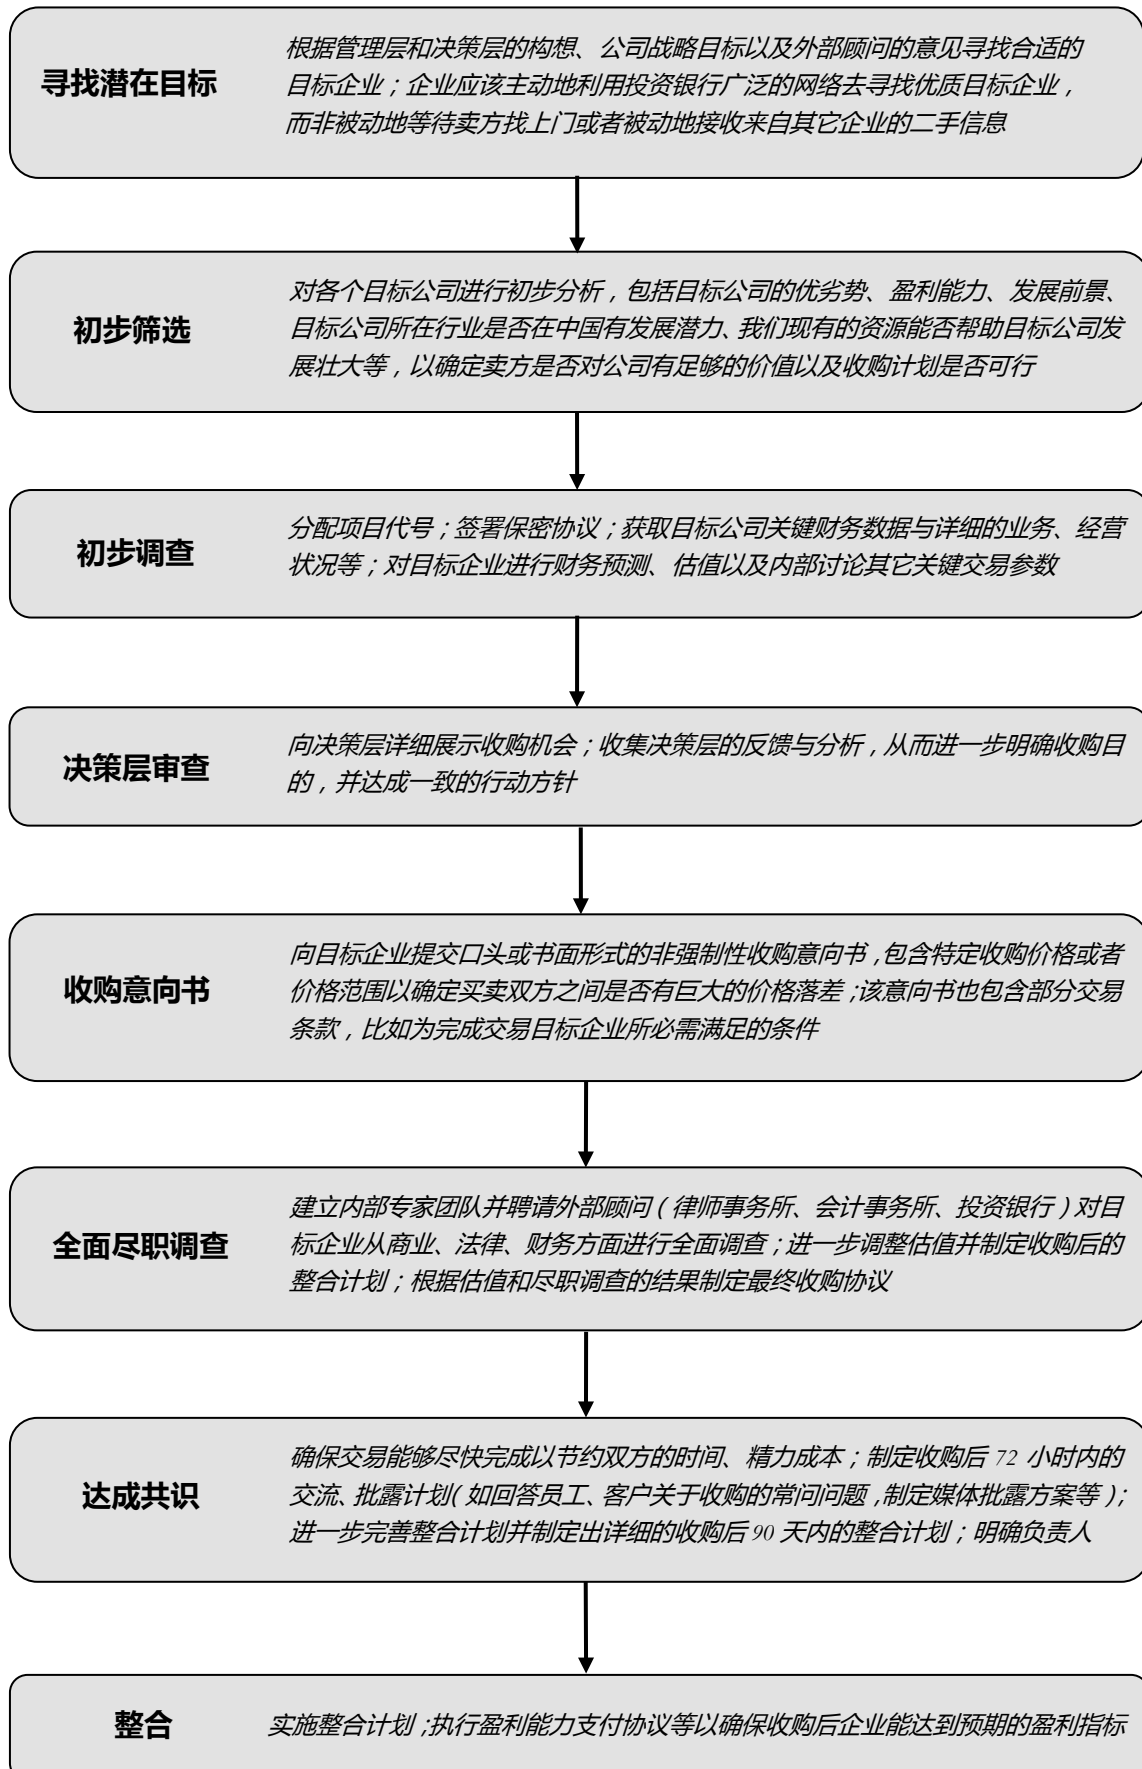 寻找潜在目标
根据管理层和决策层的构想、公司战略目标以及外部顾问的意见寻找合适的
目标企业；企业应该主动地利用投资银行广泛的网络去寻找优质目标企业，
而非被动地等待卖方找上门或者被动地接收来自其它企业的二手信息
初步筛选
对各个目标公司进行初步分析，包括目标公司的优劣势、盈利能力、发展前景、
目标公司所在行业是否在中国有发展潜力、我们现有的资源能否帮助目标公司发
展壮大等，以确定卖方是否对公司有足够的价值以及收购计划是否可行
初步调查
分配项目代号；签署保密协议；获取目标公司关键财务数据与详细的业务、经营
状况等；对目标企业进行财务预测、估值以及内部讨论其它关键交易参数
决策层审查
向决策层详细展示收购机会；收集决策层的反馈与分析，从而进一步明确收购目
的，并达成一致的行动方针
收购意向书
向目标企业提交口头或书面形式的非强制性收购意向书，包含特定收购价格或者
价格范围以确定买卖双方之间是否有巨大的价格落差；该意向书也包含部分交易
条款，比如为完成交易目标企业所必需满足的条件
全面尽职调查
建立内部专家团队并聘请外部顾问（律师事务所、会计事务所、投资银行）对目
标企业从商业、法律、财务方面进行全面调查；进一步调整估值并制定收购后的
整合计划；根据估值和尽职调查的结果制定最终收购协议
达成共识
确保交易能够尽快完成以节约双方的时间、精力成本；制定收购后 72 小时内的
交流、批露计划（如回答员工、客户关于收购的常问问题，制定媒体批露方案等）；
进一步完善整合计划并制定出详细的收购后 90 天内的整合计划；明确负责人
整合
实施整合计划；执行盈利能力支付协议等以确保收购后企业能达到预期的盈利指标